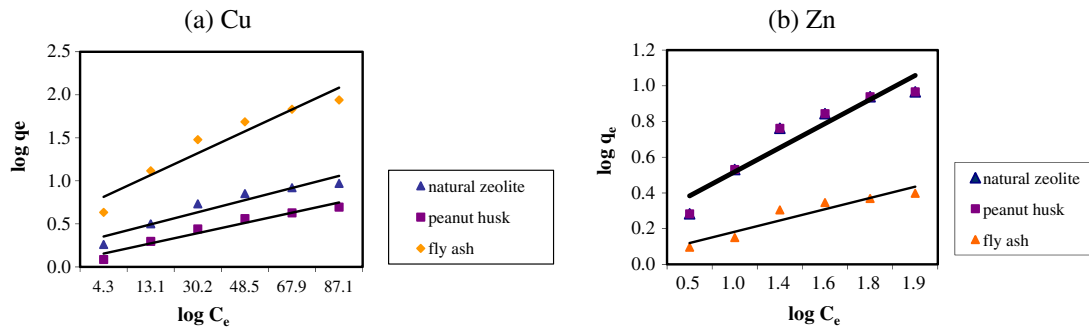 (a) Cu
2.5
2.0
1.5
1.0
0.5
0.0
log qe
4.3 13.1 30.2 48.5 67.9 87.1
log Ce
natural zeolite
peanut husk
fly ash
(b) Zn
1.2
1.0
0.8
0.6
0.4
0.2
0.0
log qe
0.5 1.0 1.4 1.6 1.8 1.9
log Ce
natural zeolite
peanut husk
fly ash